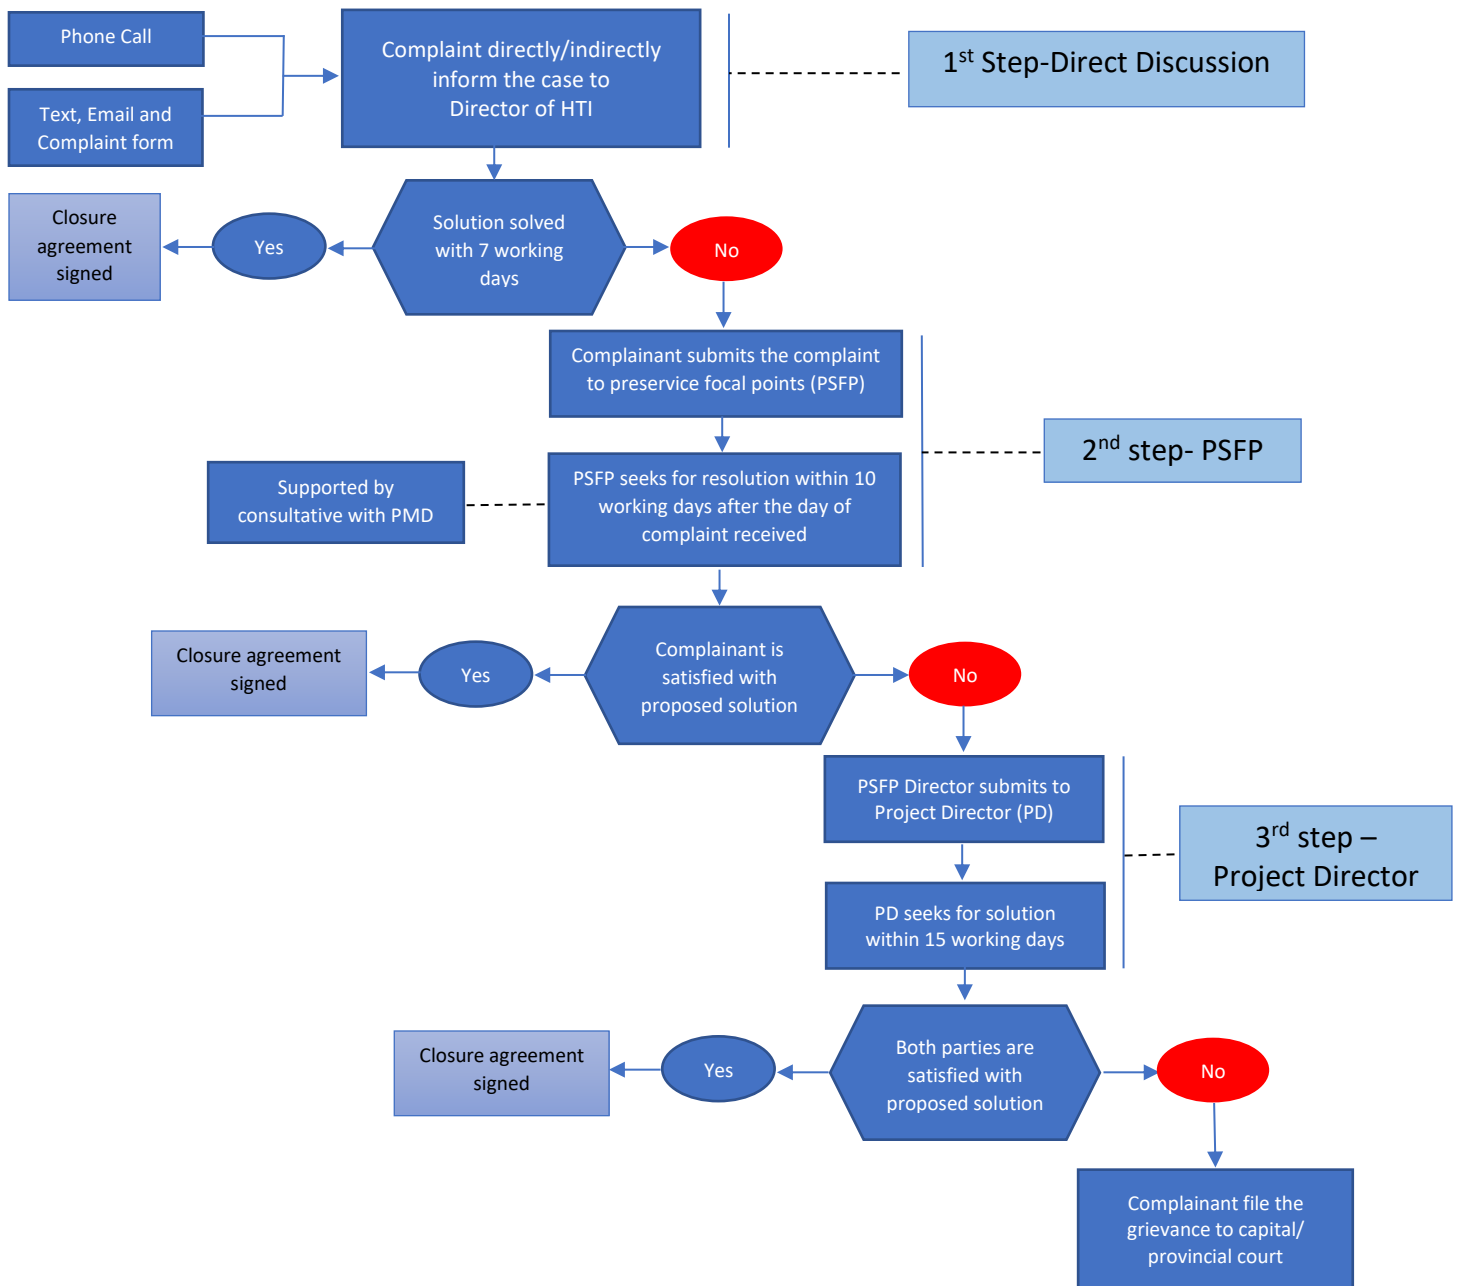 Phone Call
Text, Email and
Complaint form
Complaint directly/indirectly
inform the case to
Director of HTI
1st Step-Direct Discussion
Closure
agreement
signed
Yes
Solution solved
with 7 working
days
No
Complainant submits the complaint
to preservice focal points (PSFP)
2nd step- PSFP
Supported by
consultative with PMD
PSFP seeks for resolution within 10
working days after the day of
complaint received
Closure agreement
signed
Yes
Complainant is
satisfied with
proposed solution
No
PSFP Director submits to
Project Director (PD)
3rd step –
Project Director
PD seeks for solution
within 15 working days
Closure agreement
signed
Yes
Both parties are
satisfied with
proposed solution
No
Complainant file the
grievance to capital/
provincial court